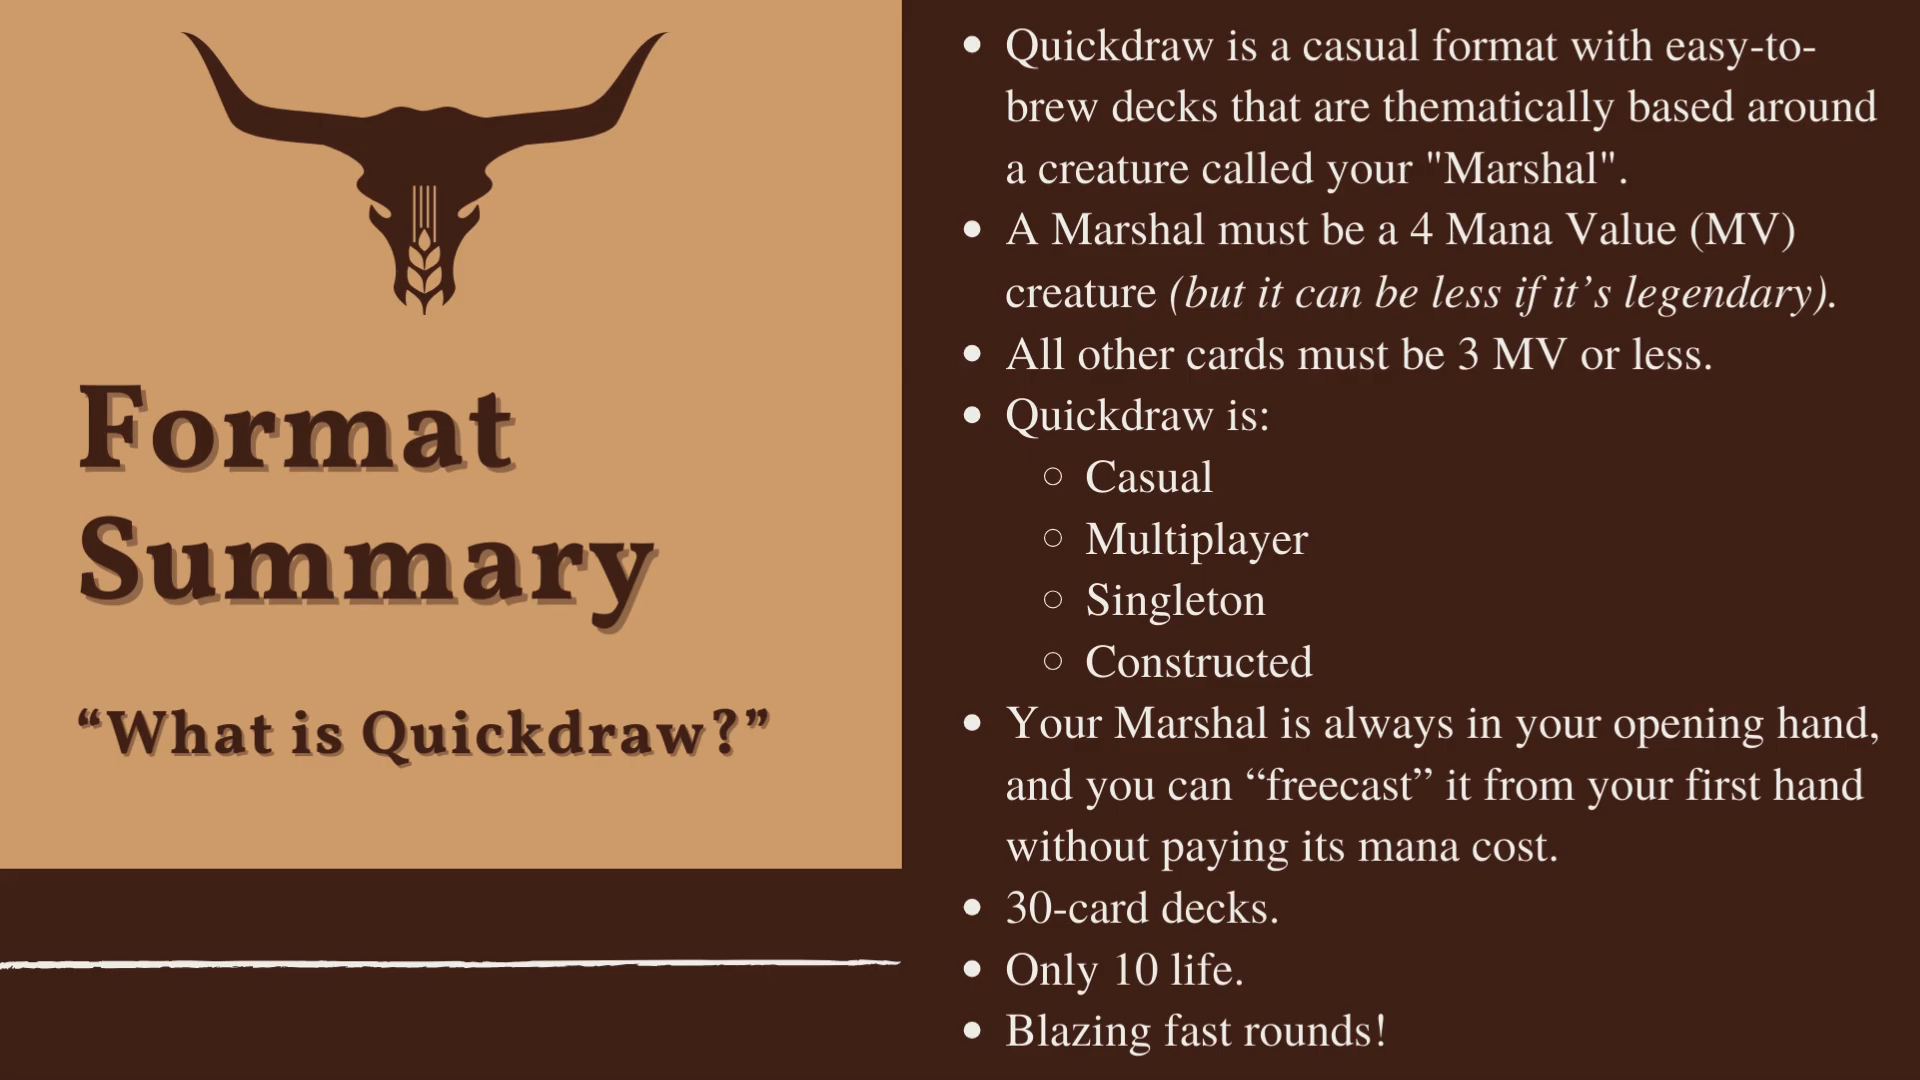 Format
Summary
“What is Quickdraw?”
• Quickdraw is a casual format with easy-to-
brew decks that are thematically based around
a creature called your "Marshal".
• A Marshal must be a 4 Mana Value (MV)
creature (but it can be less if it’s legendary).
• All other cards must be 3 MV or less.
• Quickdraw is:
○ Casual
○ Multiplayer
○ Singleton
○ Constructed
• Your Marshal is always in your opening hand,
and you can “freecast” it from your first hand
without paying its mana cost.
• 30-card decks.
• Only 10 life.
• Blazing fast rounds!